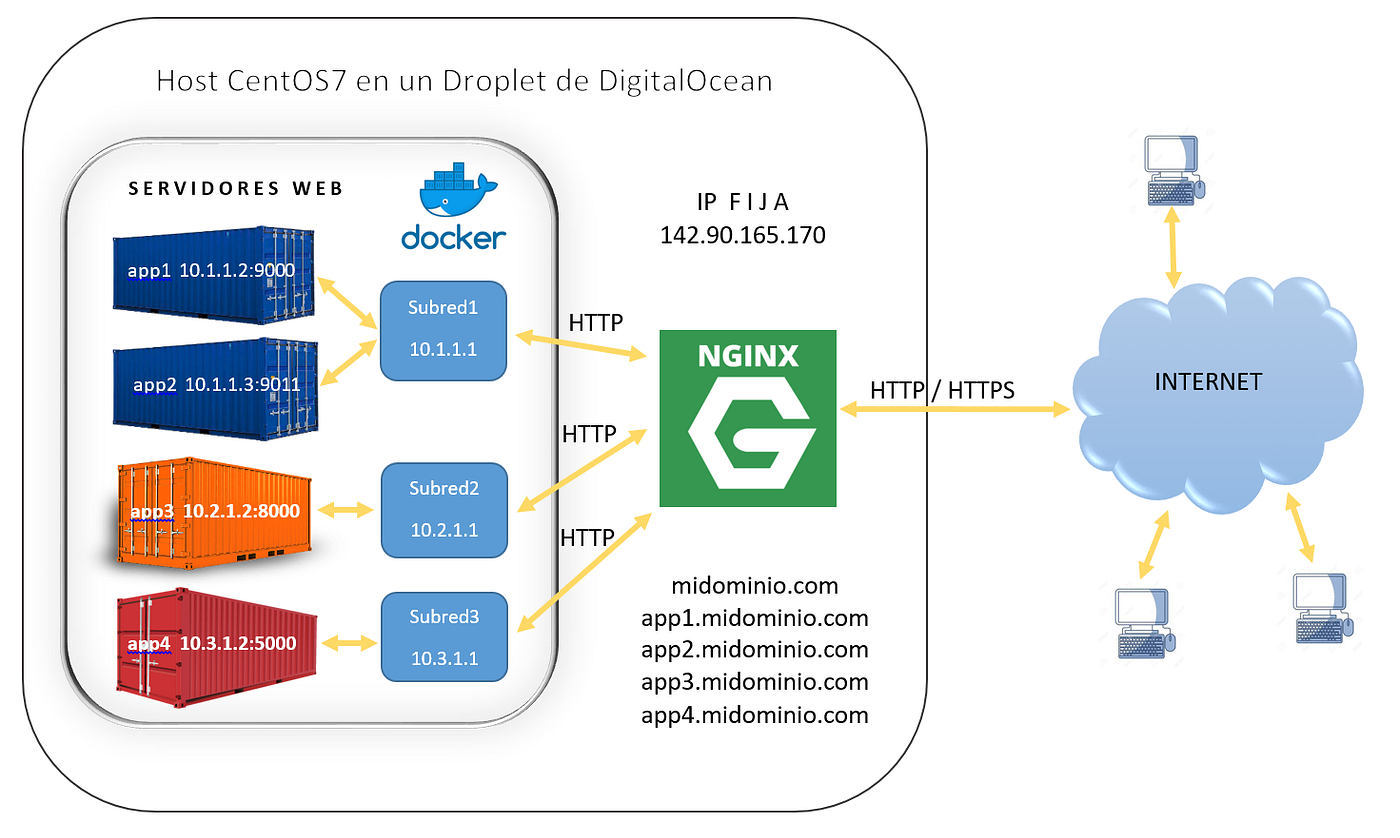 Host CentOS7 en un Droplet de DigitalOcean
SERVIDORES WEB
docker
app1 10.1.1.2:9000
app2 10.1.1.3:9011
app3 10.2.1.2:8000
app4 10.3.1.2:5000
Subred1
10.1.1.1
Subred2
10.2.1.1
Subred3
10.3.1.1
HTTP
HTTP
HTTP
IP FIJA
142.90.165.170
NGINX
G
midominio.com
app1.midominio.com
app2.midominio.com
app3.midominio.com
app4.midominio.com
HTTP / HTTPS
INTERNET